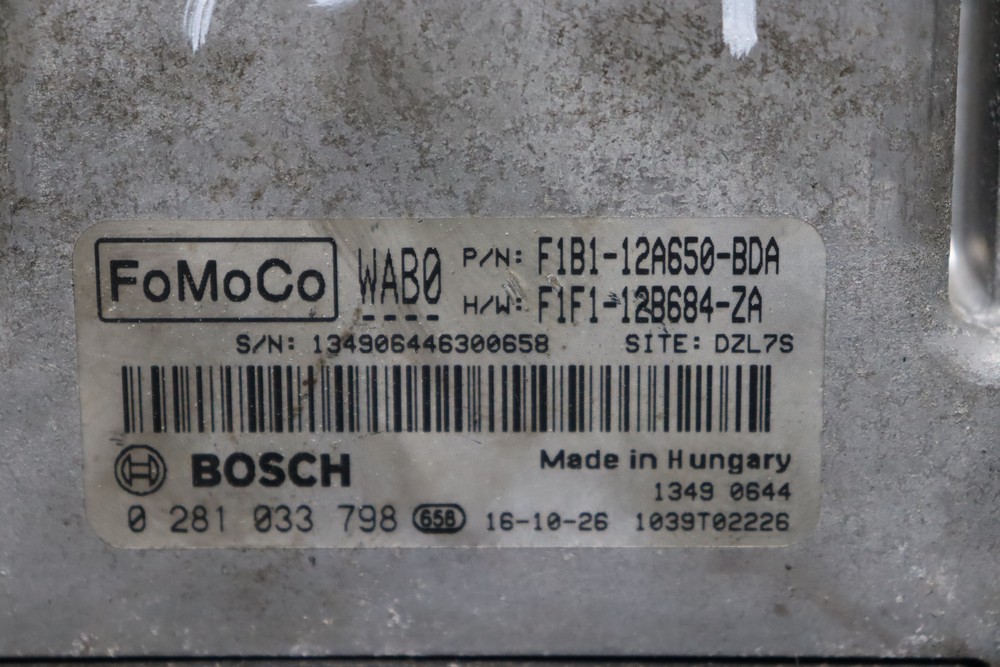 FoMoCo WAB0 P/N: F1B1-12A650-BDA
H/W: F1F1-12B684-ZA
S/N: 134906446300658 SITE: DZL7S
BOSCH Made in Hungary
1349 0644
0 281 033 798 658 16-10-26 1039T02226